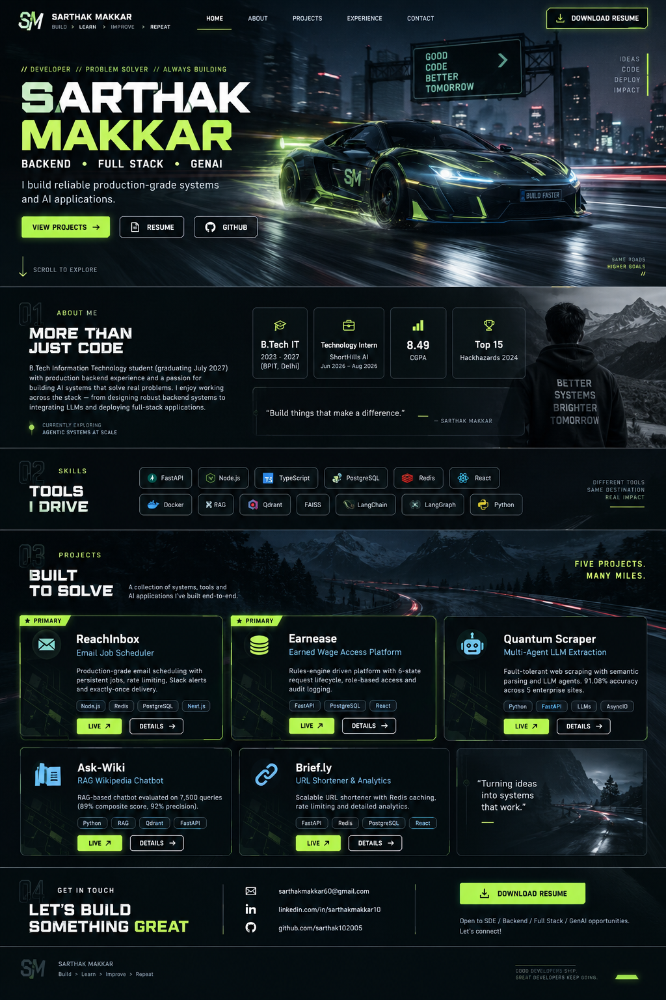 SM
SARTHAK MAKKAR
BUILD > LEARN > IMPROVE > REPEAT
HOME
ABOUT
PROJECTS
EXPERIENCE
CONTACT
DOWNLOAD RESUME
// DEVELOPER // PROBLEM SOLVER // ALWAYS BUILDING
SARTHAK
MAKKAR
BACKEND • FULL STACK • GENAI
I build reliable production-grade systems
and AI applications.
VIEW PROJECTS →
RESUME
GITHUB
SCROLL TO EXPLORE
GOOD
CODE
BETTER
TOMORROW
IDEAS
CODE
DEPLOY
IMPACT
SM
BUILD FASTER
SAME ROADS
HIGHER GOALS
//
01
ABOUT ME
MORE THAN
JUST CODE
B.Tech Information Technology student (graduating July 2027)
with production backend experience and a passion for
building AI systems that solve real problems. I enjoy working
across the stack — from designing robust backend systems to
integrating LLMs and deploying full-stack applications.
CURRENTLY EXPLORING
AGENTIC SYSTEMS AT SCALE
B.Tech IT
2023 - 2027
(BPIT, Delhi)
Technology Intern
ShortHills AI
Jun 2026 – Aug 2026
8.49
CGPA
Top 15
Hackhazards 2024
“Build things that make a difference.”
— SARTHAK MAKKAR
BETTER
SYSTEMS
BRIGHTER
TOMORROW
02
SKILLS
TOOLS
I DRIVE
FastAPI
Node.js
TS TypeScript
PostgreSQL
Redis
React
Docker
RAG
Qdrant
FAISS
LangChain
LangGraph
Python
DIFFERENT TOOLS
SAME DESTINATION
REAL IMPACT
03
PROJECTS
BUILT
TO SOLVE
A collection of systems, tools and
AI applications I've built end-to-end.
FIVE PROJECTS.
MANY MILES.
★ PRIMARY
ReachInbox
Email Job Scheduler
Production-grade email scheduling with
persistent jobs, rate limiting, Slack alerts
and exactly-once delivery.
Node.js
Redis
PostgreSQL
Next.js
LIVE ↗
DETAILS →
★ PRIMARY
Earnease
Earned Wage Access Platform
Rules-engine driven platform with 6-state
request lifecycle, role-based access and
audit logging.
FastAPI
PostgreSQL
React
LIVE ↗
DETAILS →
Quantum Scraper
Multi-Agent LLM Extraction
Fault-tolerant web scraping with semantic
parsing and LLM agents. 91.08% accuracy
across 5 enterprise sites.
Python
FastAPI
LLMs
AsyncIO
LIVE ↗
DETAILS →
Ask-Wiki
RAG Wikipedia Chatbot
RAG-based chatbot evaluated on 7,500 queries
(89% composite score, 92% precision).
Python
RAG
Qdrant
FastAPI
LIVE ↗
DETAILS →
Brief.ly
URL Shortener & Analytics
Scalable URL shortener with Redis caching,
rate limiting and detailed analytics.
FastAPI
Redis
PostgreSQL
React
LIVE ↗
DETAILS →
“Turning ideas
into systems
that work.”
04
GET IN TOUCH
LET'S BUILD
SOMETHING GREAT
sarthakmakkar60@gmail.com
in linkedin.com/in/sarthakmakkar10
github.com/sarthak102005
DOWNLOAD RESUME
Open to SDE / Backend / Full Stack / GenAI opportunities.
Let's connect!
SM
SARTHAK MAKKAR
Build > Learn > Improve > Repeat
GOOD DEVELOPERS SHIP.
GREAT DEVELOPERS KEEP GOING.